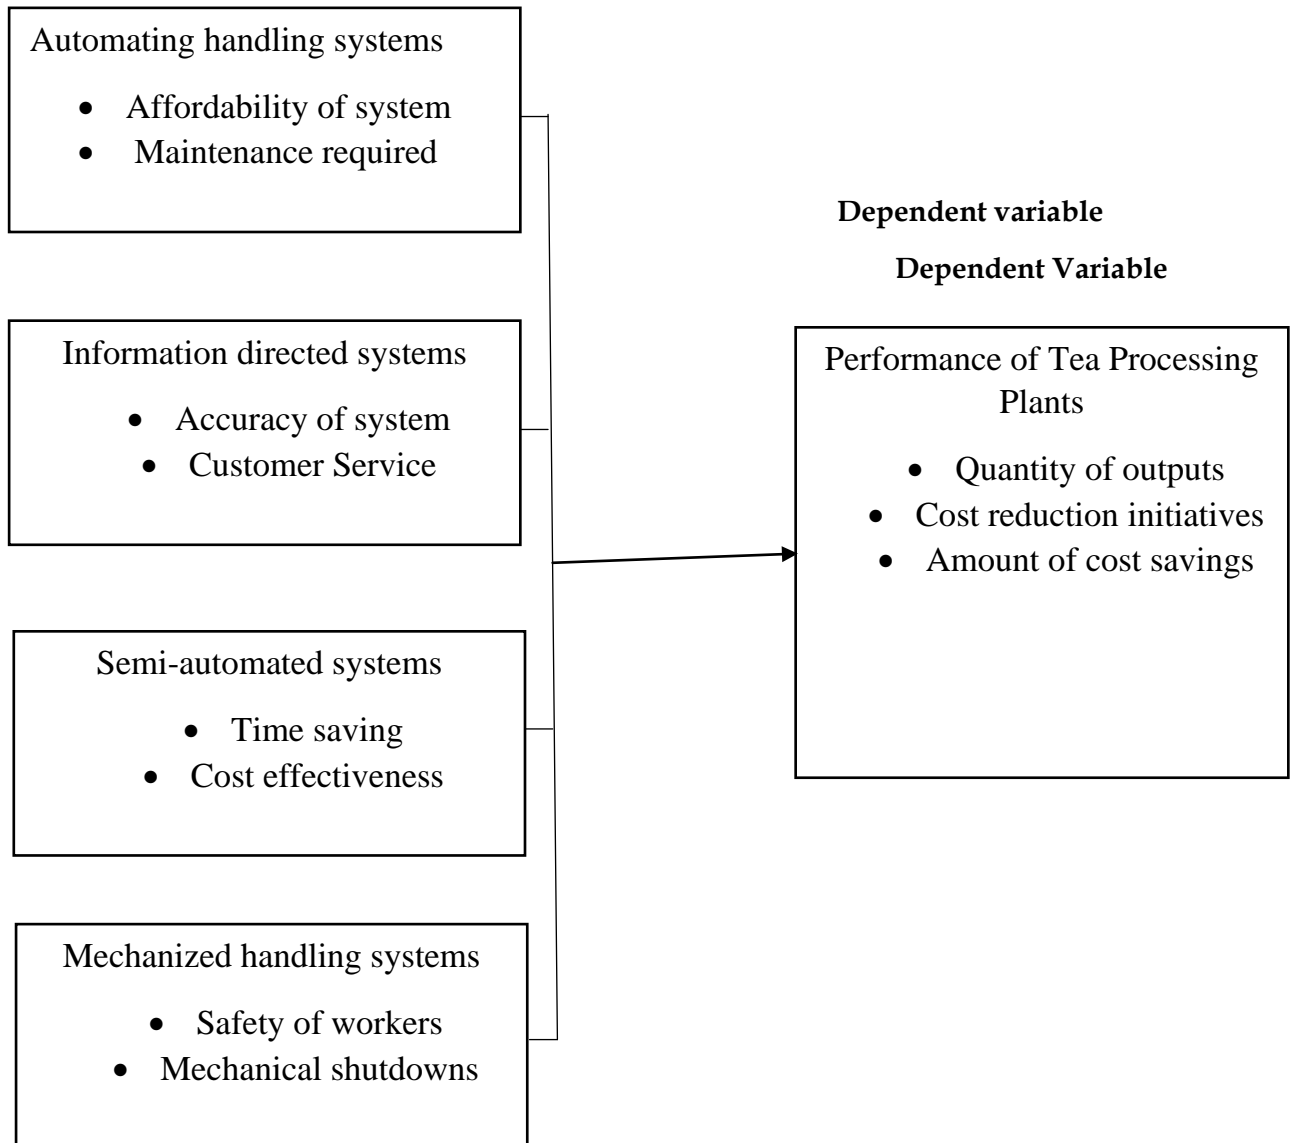 Automating handling systems
• Affordability of system
• Maintenance required
Information directed systems
• Accuracy of system
• Customer Service
Semi-automated systems
• Time saving
• Cost effectiveness
Mechanized handling systems
• Safety of workers
• Mechanical shutdowns
Dependent variable
Dependent Variable
Performance of Tea Processing
Plants
• Quantity of outputs
• Cost reduction initiatives
• Amount of cost savings